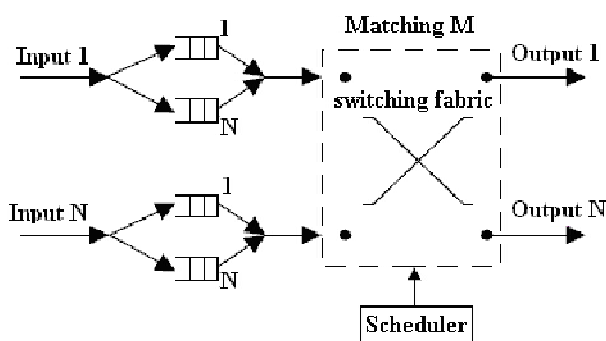 Matching M
Input 1
1
N
Output 1
switching fabric
Input N
1
N
Output N
Scheduler